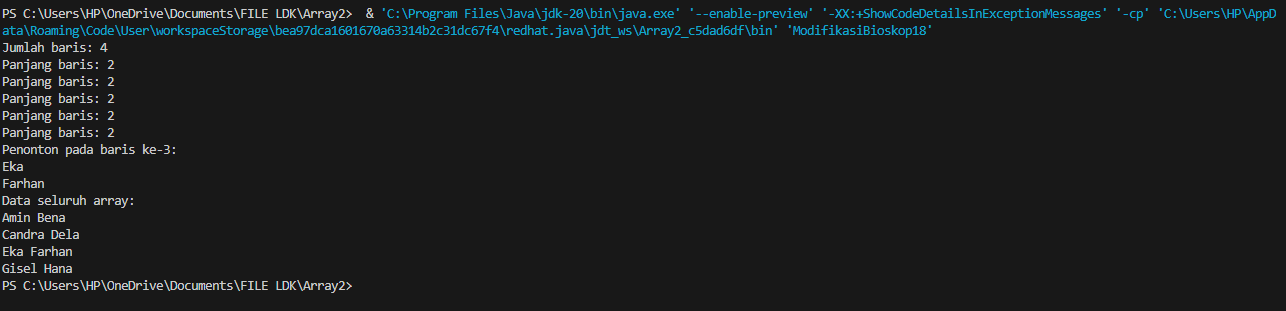 PS C:\Users\HP\OneDrive\Documents\FILE LDK\Array2>  & 'C:\Program Files\Java\jdk-20\bin\java.exe' '--enable-preview' '-XX:+ShowCodeDetailsInExceptionMessages' '-cp' 'C:\Users\HP\AppD
ata\Roaming\Code\User\workspaceStorage\bea97dca1601670a63314b2c31dc67f4\redhat.java\jdt_ws\Array2_c5dad6df\bin' 'ModifikasiBioskop18'
Jumlah baris: 4
Panjang baris: 2
Panjang baris: 2
Panjang baris: 2
Panjang baris: 2
Panjang baris: 2
Penonton pada baris ke-3:
Eka
Farhan
Data seluruh array:
Amin Bena
Candra Dela
Eka Farhan
Gisel Hana
PS C:\Users\HP\OneDrive\Documents\FILE LDK\Array2>